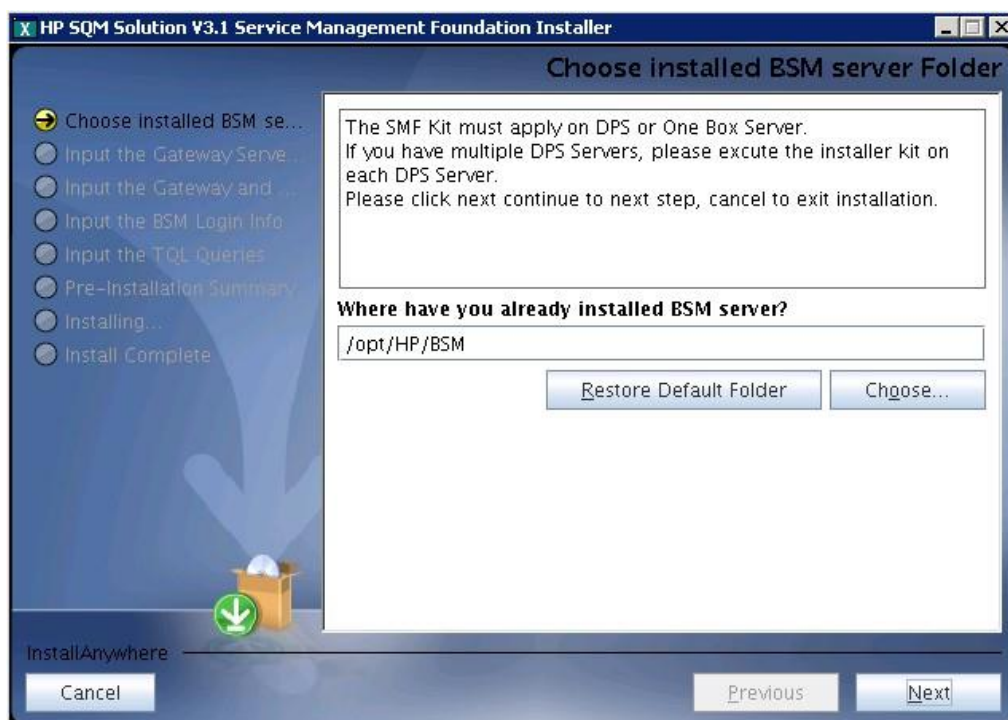 HP SQM Solution V3.1 Service Management Foundation Installer
Choose installed BSM server Folder
Choose installed BSM se...
Input the Gateway Serve...
Input the Gateway and ...
Input the BSM Login Info
Input the TQL Queries
Pre-Installation Summary
Installing...
Install Complete
The SMF Kit must apply on DPS or One Box Server.
If you have multiple DPS Servers, please excute the installer kit on
each DPS Server.
Please click next continue to next step, cancel to exit installation.
Where have you already installed BSM server?
/opt/HP/BSM
Restore Default Folder
Choose...
InstallAnywhere
Cancel
Previous
Next